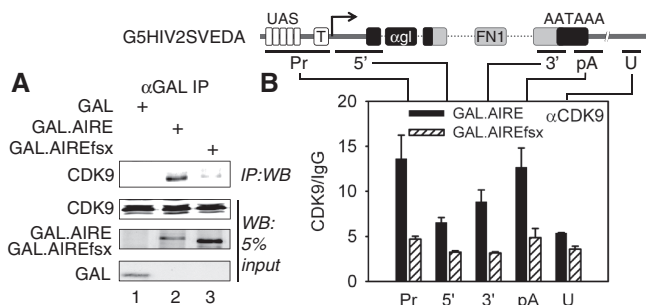 UAS
AATAAA
G5HIV2SVEDA
T
αgl
FN1
Pr
5'
3'
pA
U
A
αGAL IP
GAL
+
GAL.AIRE
+
GAL.AIREfsx
+
CDK9
IP:WB
CDK9
GAL.AIRE
GAL.AIREfsx
GAL
WB:
5%
input
1 2 3
B
GAL.AIRE
GAL.AIREfsx
αCDK9
CDK9/IgG
20
15
10
5
0
Pr 5' 3' pA U